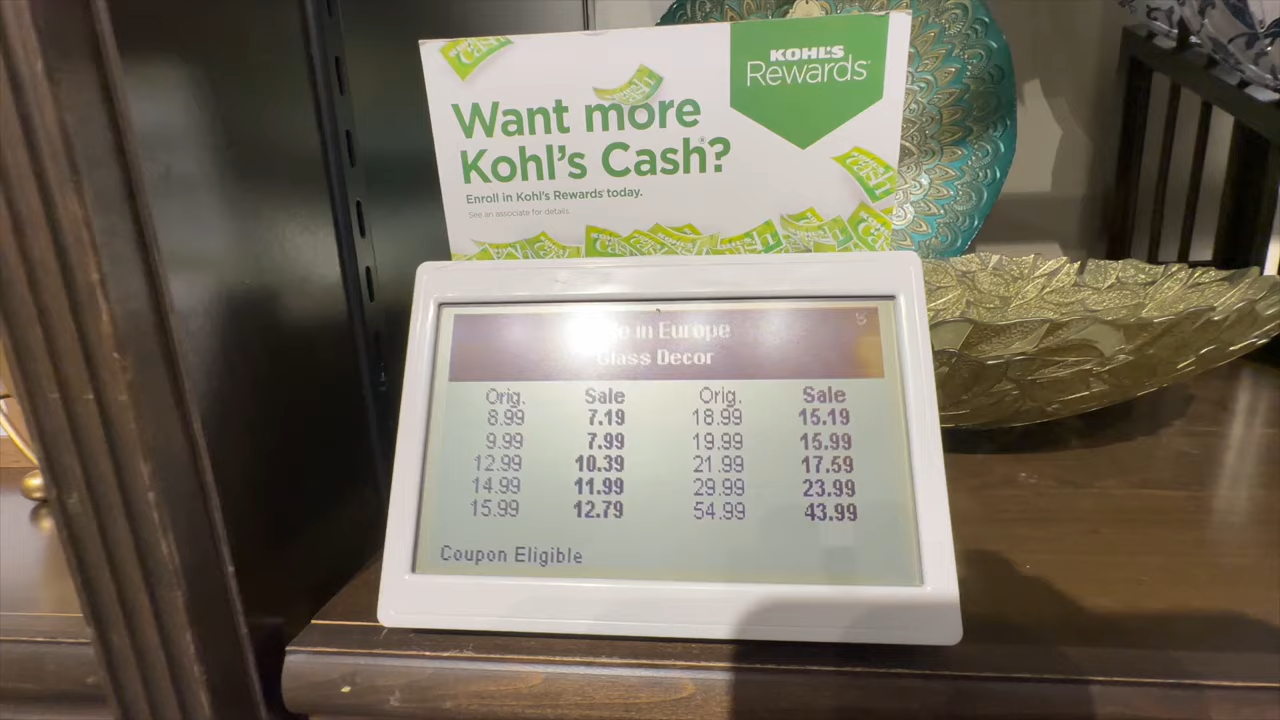 KOHL'S
Rewards
Want more
Kohl's Cash®?
Enroll in Kohl's Rewards® today.
See an associate for details.
in Europe
Glass Decor
Orig. Sale Orig. Sale
8.99 7.19 18.99 15.19
9.99 7.99 19.99 15.99
12.99 10.39 21.99 17.59
14.99 11.99 29.99 23.99
15.99 12.79 54.99 43.99
Coupon Eligible